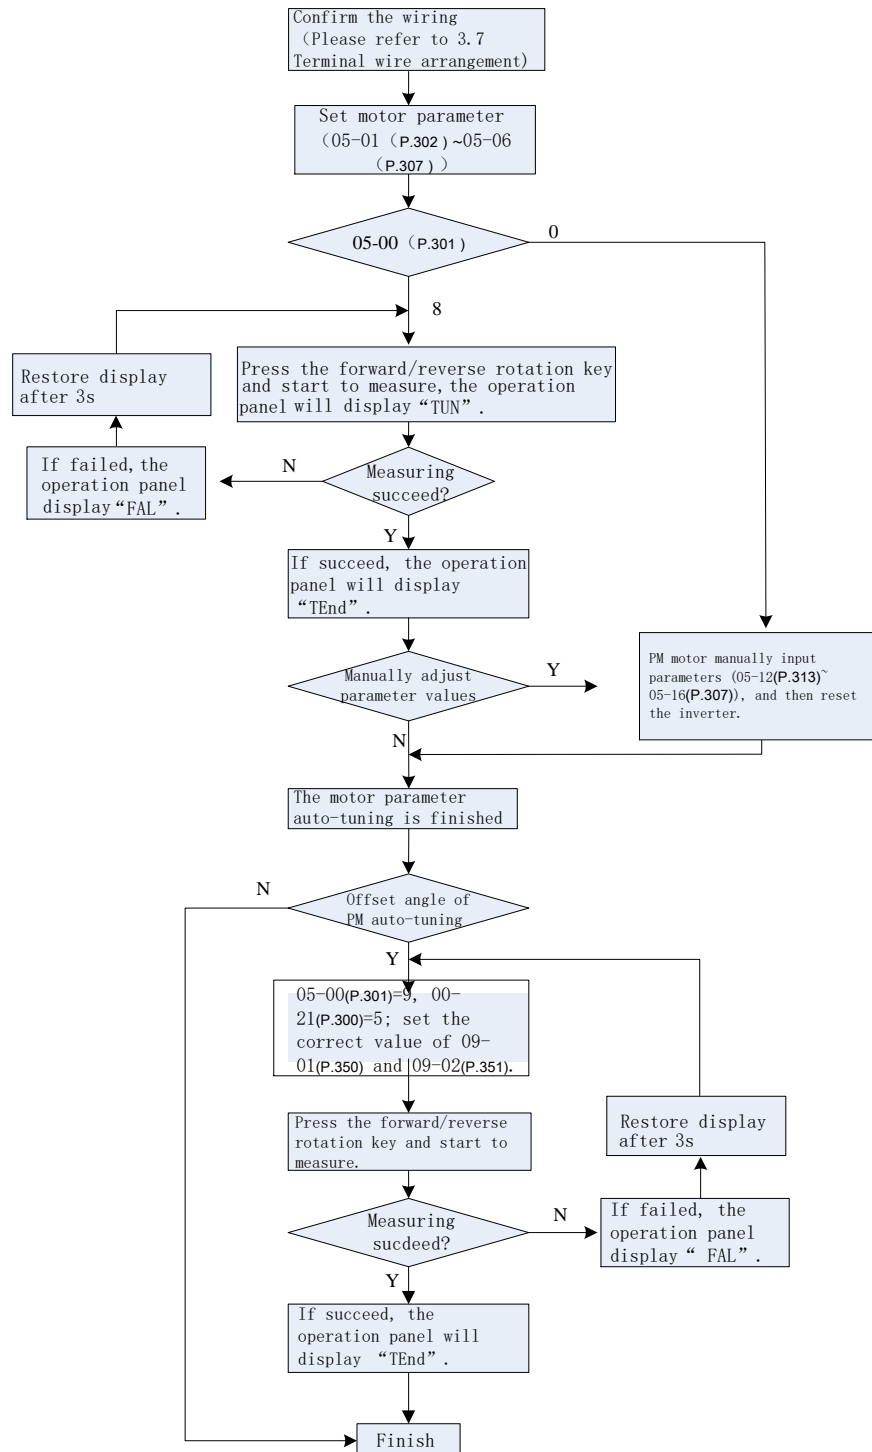 Confirm the wiring
（Please refer to 3.7
Terminal wire arrangement)
Set motor parameter
（05-01（P.302）~05-06
（P.307））
05-00（P.301）
0
8
Restore display
after 3s
Press the forward/reverse rotation key
and start to measure, the operation
panel will display “TUN”.
If failed, the
operation panel
display“FAL”.
N
Measuring
succeed?
Y
If succeed, the operation
panel will display
“TEnd”.
Manually adjust
parameter values
Y
PM motor manually input
parameters (05-12(P.313)~
05-16(P.307)), and then reset
the inverter.
N
The motor parameter
auto-tuning is finished
N
Offset angle of
PM auto-tuning
Y
05-00(P.301)=9, 00-
21(P.300)=5; set the
correct value of 09-
01(P.350) and 09-02(P.351).
Press the forward/reverse
rotation key and start to
measure.
Restore display
after 3s
Measuring
sucdeed?
N
If failed, the
operation panel
display“ FAL”.
Y
If succeed, the
operation panel will
display “TEnd”.
Finish